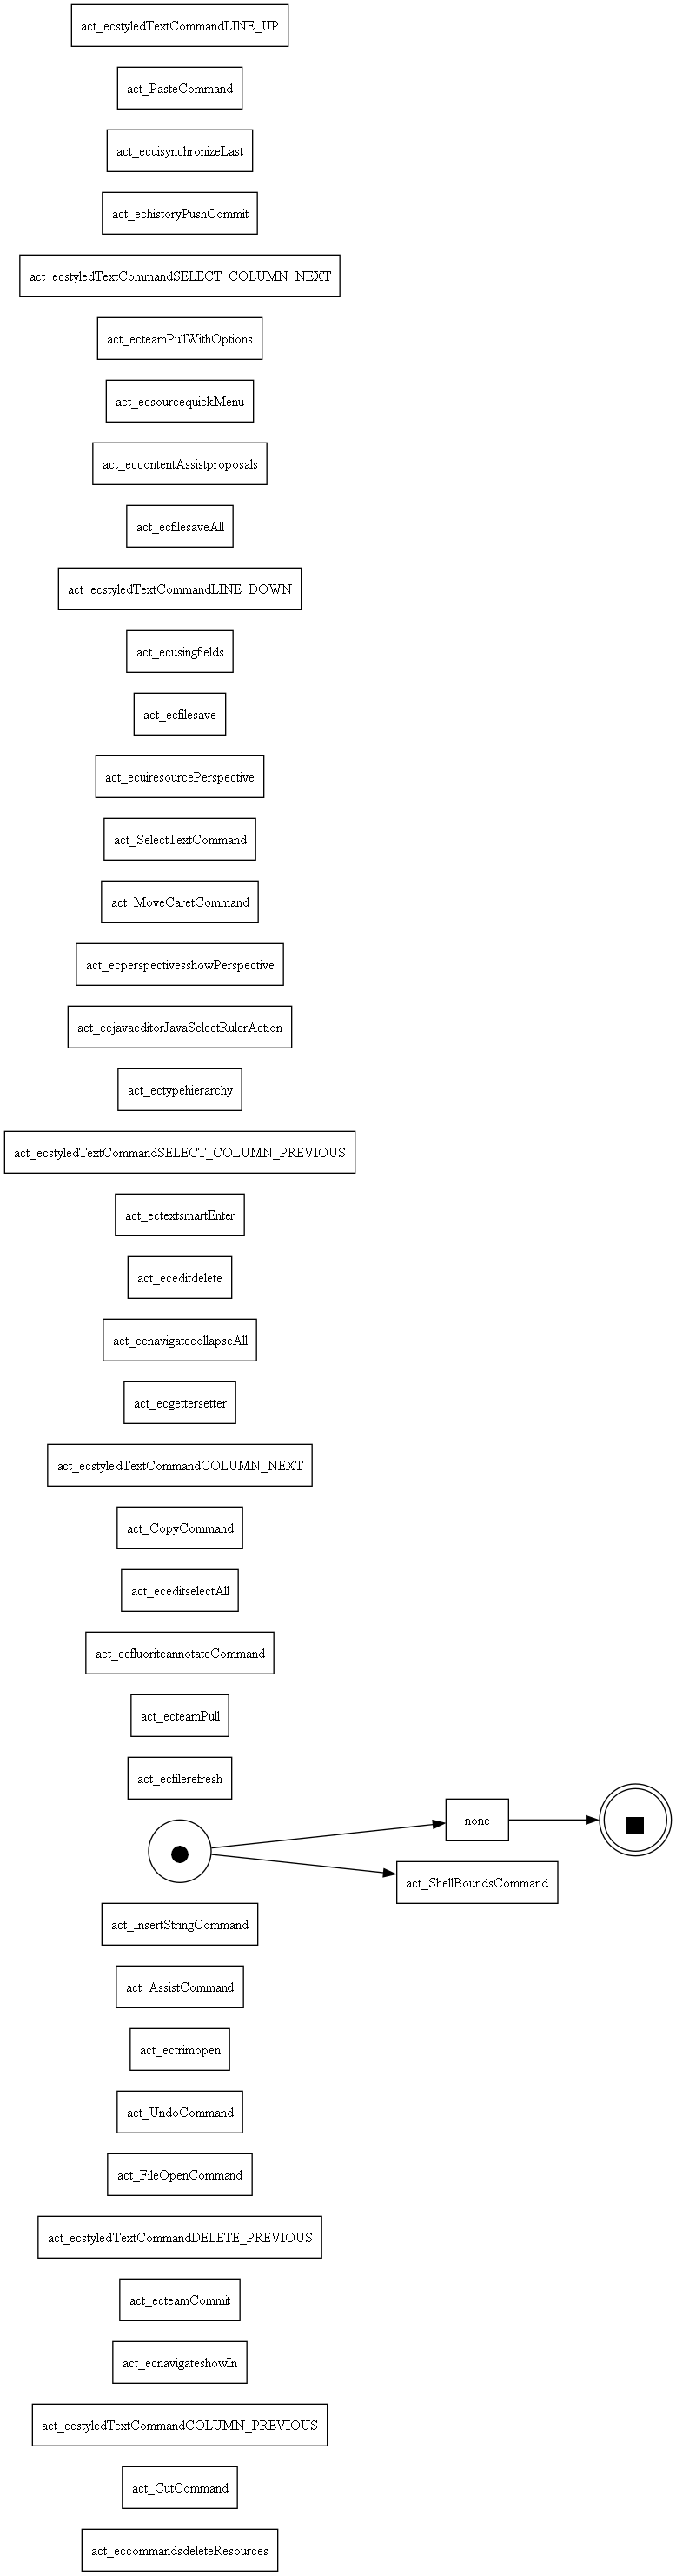 act_ecstyledTextCommandLINE_UP
act_PasteCommand
act_ecuisynchronizeLast
act_echistoryPushCommit
act_ecstyledTextCommandSELECT_COLUMN_NEXT
act_ecteamPullWithOptions
act_ecsourcequickMenu
act_eccontentAssistproposals
act_ecfilesaveAll
act_ecstyledTextCommandLINE_DOWN
act_ecusingfields
act_ecfilesave
act_ecuiresourcePerspective
act_SelectTextCommand
act_MoveCaretCommand
act_ecperspectivesshowPerspective
act_ecjavaeditorJavaSelectRulerAction
act_ectypehierarchy
act_ecstyledTextCommandSELECT_COLUMN_PREVIOUS
act_ectextsmartEnter
act_eceditdelete
act_ecnavigatecollapseAll
act_ecgettersetter
act_ecstyledTextCommandCOLUMN_NEXT
act_CopyCommand
act_eceditselectAll
act_ecfluoriteannotateCommand
act_ecteamPull
act_ecfilerefresh
none
act_ShellBoundsCommand
act_InsertStringCommand
act_AssistCommand
act_ectrimopen
act_UndoCommand
act_FileOpenCommand
act_ecstyledTextCommandDELETE_PREVIOUS
act_ecteamCommit
act_ecnavigateshowIn
act_ecstyledTextCommandCOLUMN_PREVIOUS
act_CutCommand
act_eccommandsdeleteResources